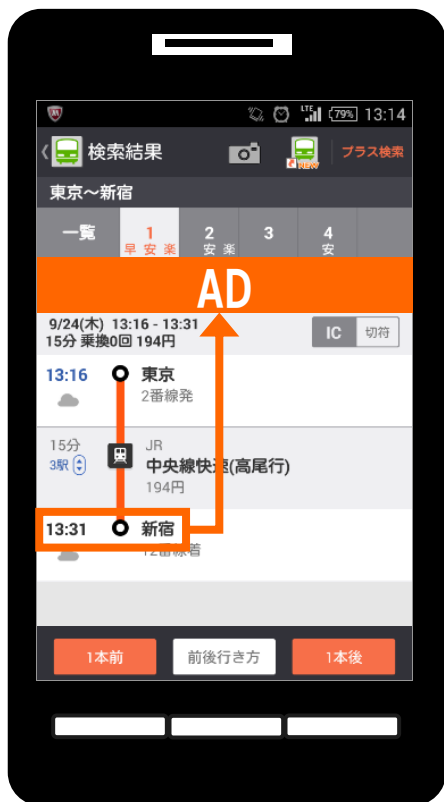 LTE 79% 13:14
検索結果
NEW
プラス検索
東京～新宿
一覧 1 2 3 4
早 安 楽 安 楽 安
AD
9/24(木) 13:16 - 13:31
15分 乗換0回 194円
IC 切符
13:16 東京
2番線発
15分 JR
3駅 中央線快速(高尾行)
194円
13:31 新宿
12番線着
1本前 前後行き方 1本後